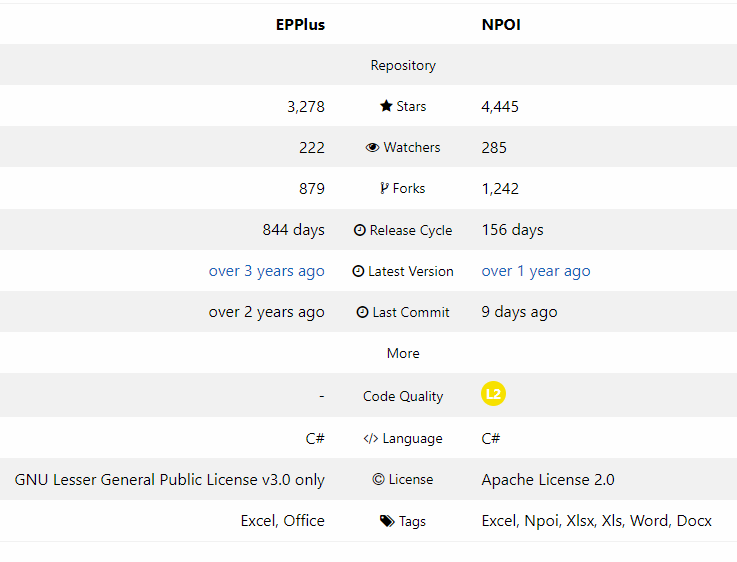 EPPlus NPOI
Repository
3,278 Stars 4,445
222 Watchers 285
879 Forks 1,242
844 days Release Cycle 156 days
over 3 years ago Latest Version over 1 year ago
over 2 years ago Last Commit 9 days ago
More
- Code Quality L2
C# </> Language C#
GNU Lesser General Public License v3.0 only © License Apache License 2.0
Excel, Office Tags Excel, Npoi, Xlsx, Xls, Word, Docx